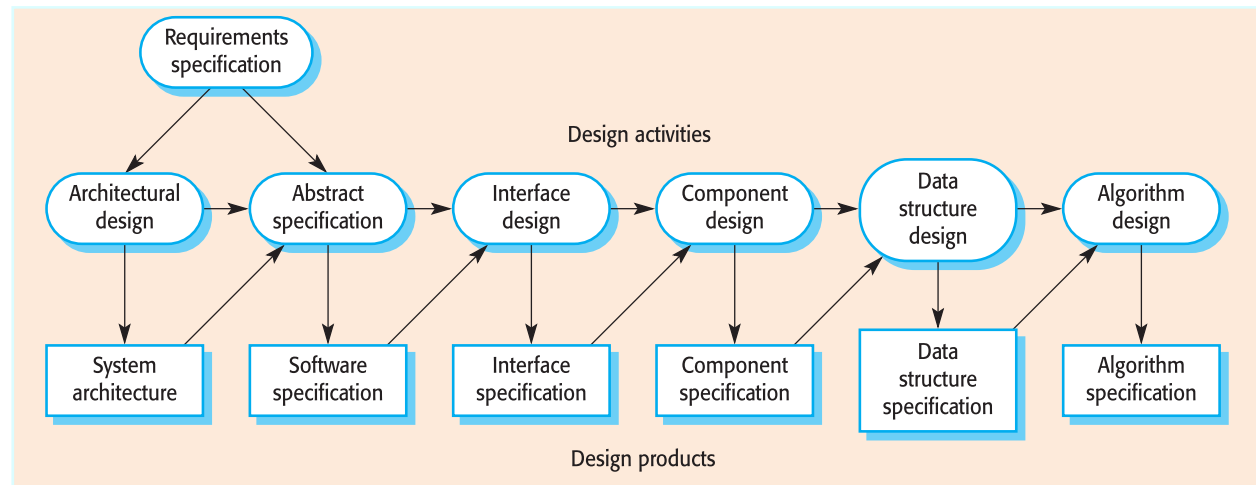 Requirements
specification
Design activities
Architectural
design
Abstract
specification
Interface
design
Component
design
Data
structure
design
Algorithm
design
System
architecture
Software
specification
Interface
specification
Component
specification
Data
structure
specification
Algorithm
specification
Design products